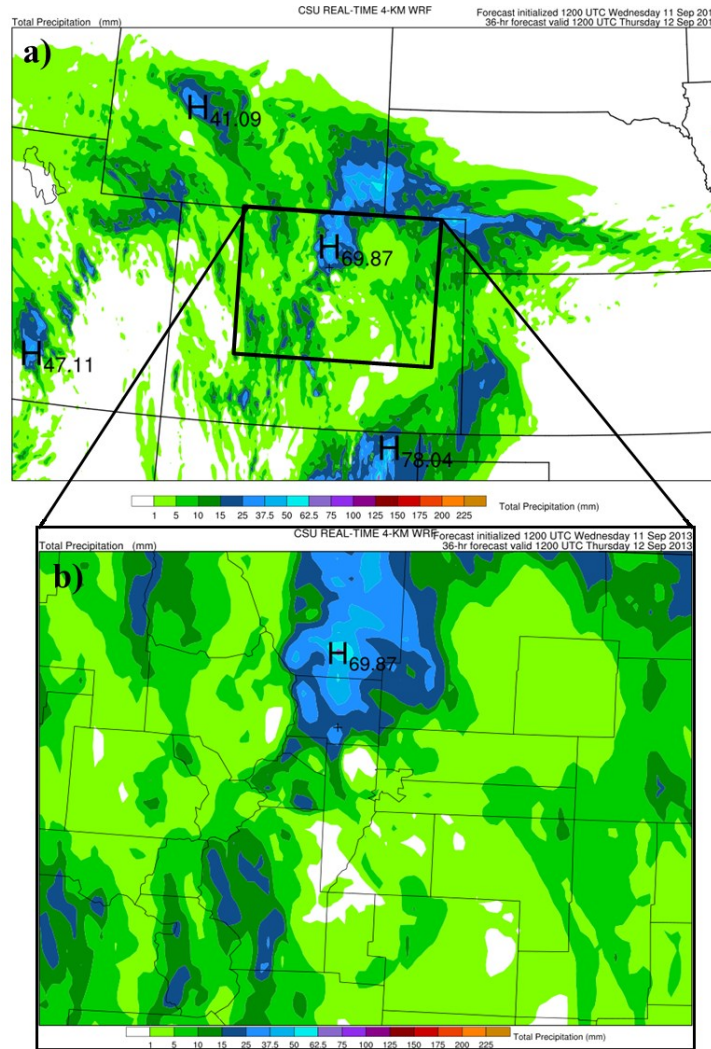 CSU REAL-TIME 4-KM WRF
Forecast initialized 1200 UTC Wednesday 11 Sep 201
Total Precipitation (mm)
36-hr forecast valid 1200 UTC Thursday 12 Sep 201
a)
H 41.09
H 69.87
H 47.11
H 78.04
1 5 10 15 25 37.5 50 62.5 75 100 125 150 175 200 225
Total Precipitation (mm)
CSU REAL-TIME 4-KM WRF
Forecast initialized 1200 UTC Wednesday 11 Sep 2013
Total Precipitation (mm)
36-hr forecast valid 1200 UTC Thursday 12 Sep 2013
b)
H 69.87
1 5 10 15 25 37.5 50 62.5 75 100 125 150 175 200 225
Total Precipitation (mm)